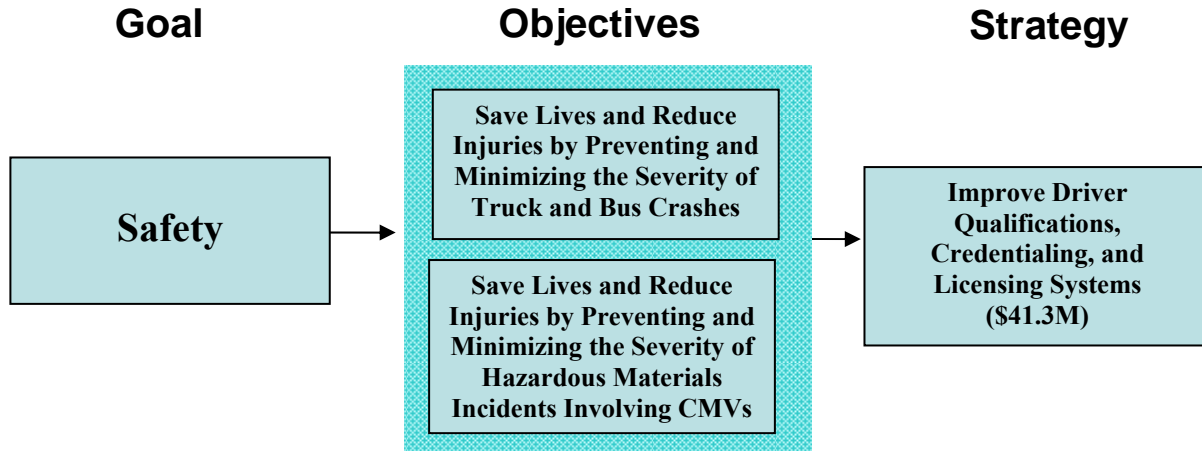 Goal
Objectives
Strategy
Safety
Save Lives and Reduce
Injuries by Preventing and
Minimizing the Severity of
Truck and Bus Crashes
Save Lives and Reduce
Injuries by Preventing and
Minimizing the Severity of
Hazardous Materials
Incidents Involving CMVs
Improve Driver
Qualifications,
Credentialing, and
Licensing Systems
($41.3M)